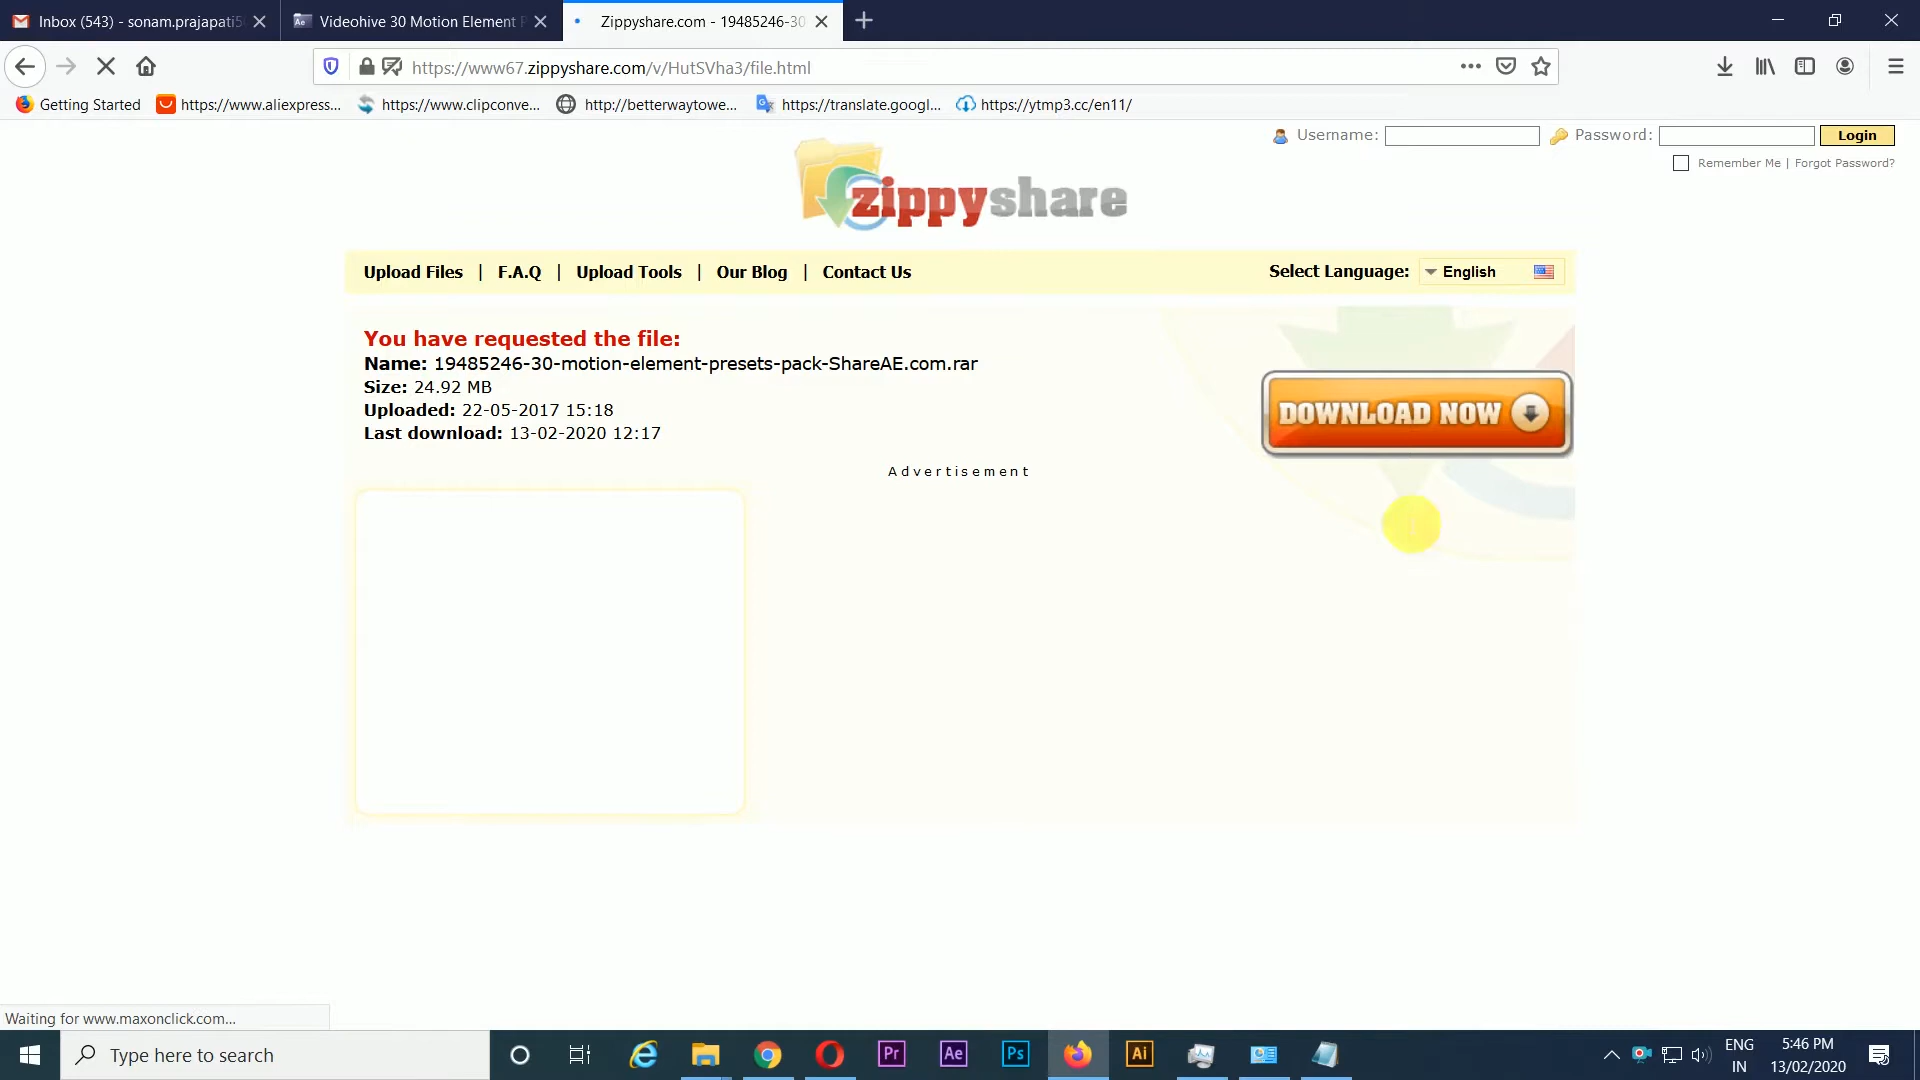 Inbox (543) - sonam.prajapati5
Videohive 30 Motion Element P
Zippyshare.com - 19485246-30
https://www67.zippyshare.com/v/HutSVha3/file.html
Getting Started
https://www.aliexpress...
https://www.clipconve...
http://betterwaytowe...
https://translate.googl...
https://ytmp3.cc/en11/
Username:
Password:
Login
Remember Me | Forgot Password?
zippyshare
Upload Files | F.A.Q | Upload Tools | Our Blog | Contact Us
Select Language: English
You have requested the file:
Name: 19485246-30-motion-element-presets-pack-ShareAE.com.rar
Size: 24.92 MB
Uploaded: 22-05-2017 15:18
Last download: 13-02-2020 12:17
DOWNLOAD NOW
Advertisement
Waiting for www.maxonclick.com...
Type here to search
Pr
Ae
Ps
Ai
ENG
IN
5:46 PM
13/02/2020